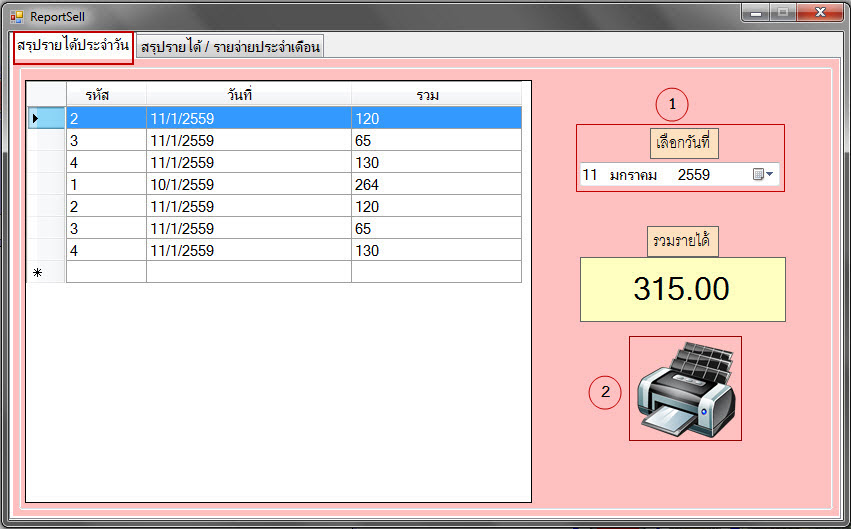 ReportSell
สรุปรายได้ประจำวัน สรุปรายได้ / รายจ่ายประจำเดือน
รหัส วันที่ รวม
2 11/1/2559 120
3 11/1/2559 65
4 11/1/2559 130
1 10/1/2559 264
2 11/1/2559 120
3 11/1/2559 65
4 11/1/2559 130
1
เลือกวันที่
11 มกราคม 2559
รวมรายได้
315.00
2